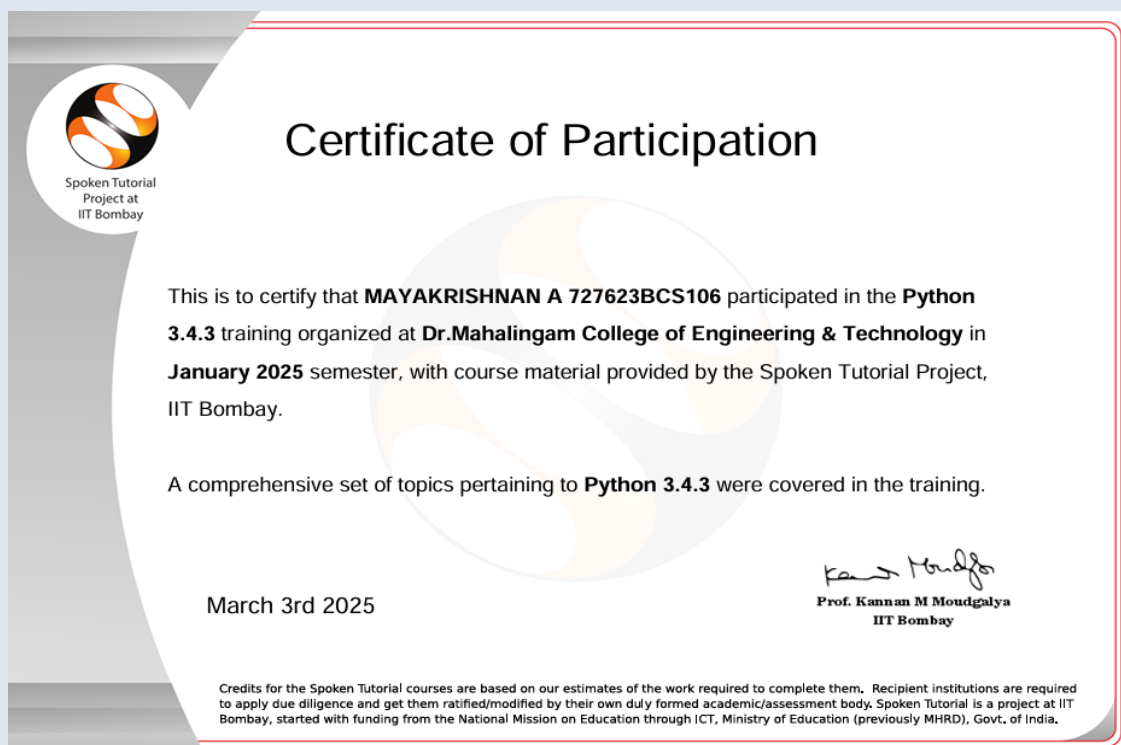 Spoken Tutorial
Project at
IIT Bombay
Certificate of Participation
This is to certify that MAYAKRISHNAN A 727623BCS106 participated in the Python
3.4.3 training organized at Dr.Mahalingam College of Engineering & Technology in
January 2025 semester, with course material provided by the Spoken Tutorial Project,
IIT Bombay.
A comprehensive set of topics pertaining to Python 3.4.3 were covered in the training.
March 3rd 2025
Prof. Kannan M Moudgalya
IIT Bombay
Credits for the Spoken Tutorial courses are based on our estimates of the work required to complete them.  Recipient institutions are required
to apply due diligence and get them ratified/modified by their own duly formed academic/assessment body. Spoken Tutorial is a project at IIT
Bombay, started with funding from the National Mission on Education through ICT, Ministry of Education (previously MHRD), Govt. of India.